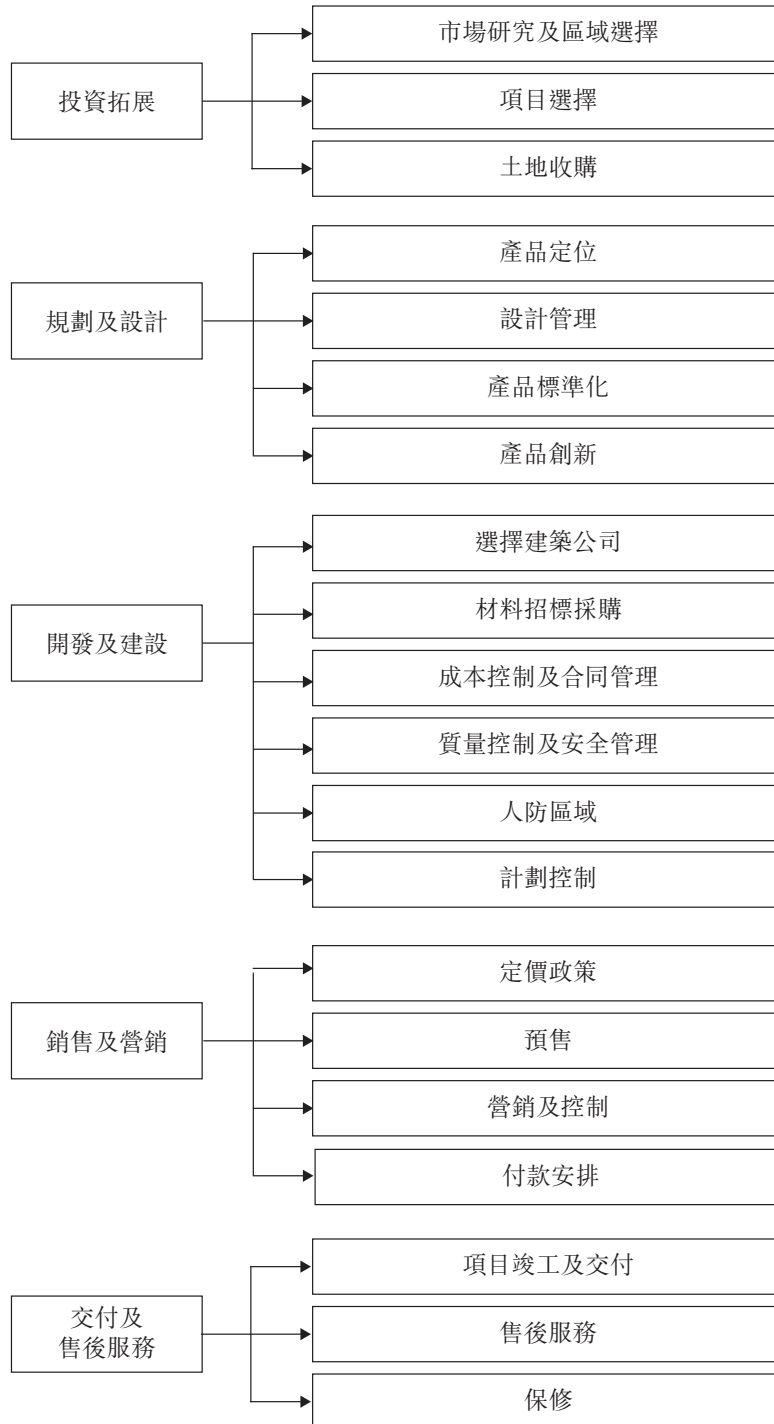 投資拓展
市場研究及區域選擇
項目選擇
土地收購
規劃及設計
產品定位
設計管理
產品標準化
產品創新
開發及建設
選擇建築公司
材料招標採購
成本控制及合同管理
質量控制及安全管理
人防區域
計劃控制
銷售及營銷
定價政策
預售
營銷及控制
付款安排
交付及
售後服務
項目竣工及交付
售後服務
保修